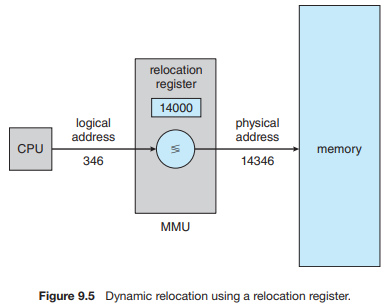 relocation
register
14000
logical
address
physical
address
CPU
≶
memory
346
14346
MMU
Figure 9.5 Dynamic relocation using a relocation register.